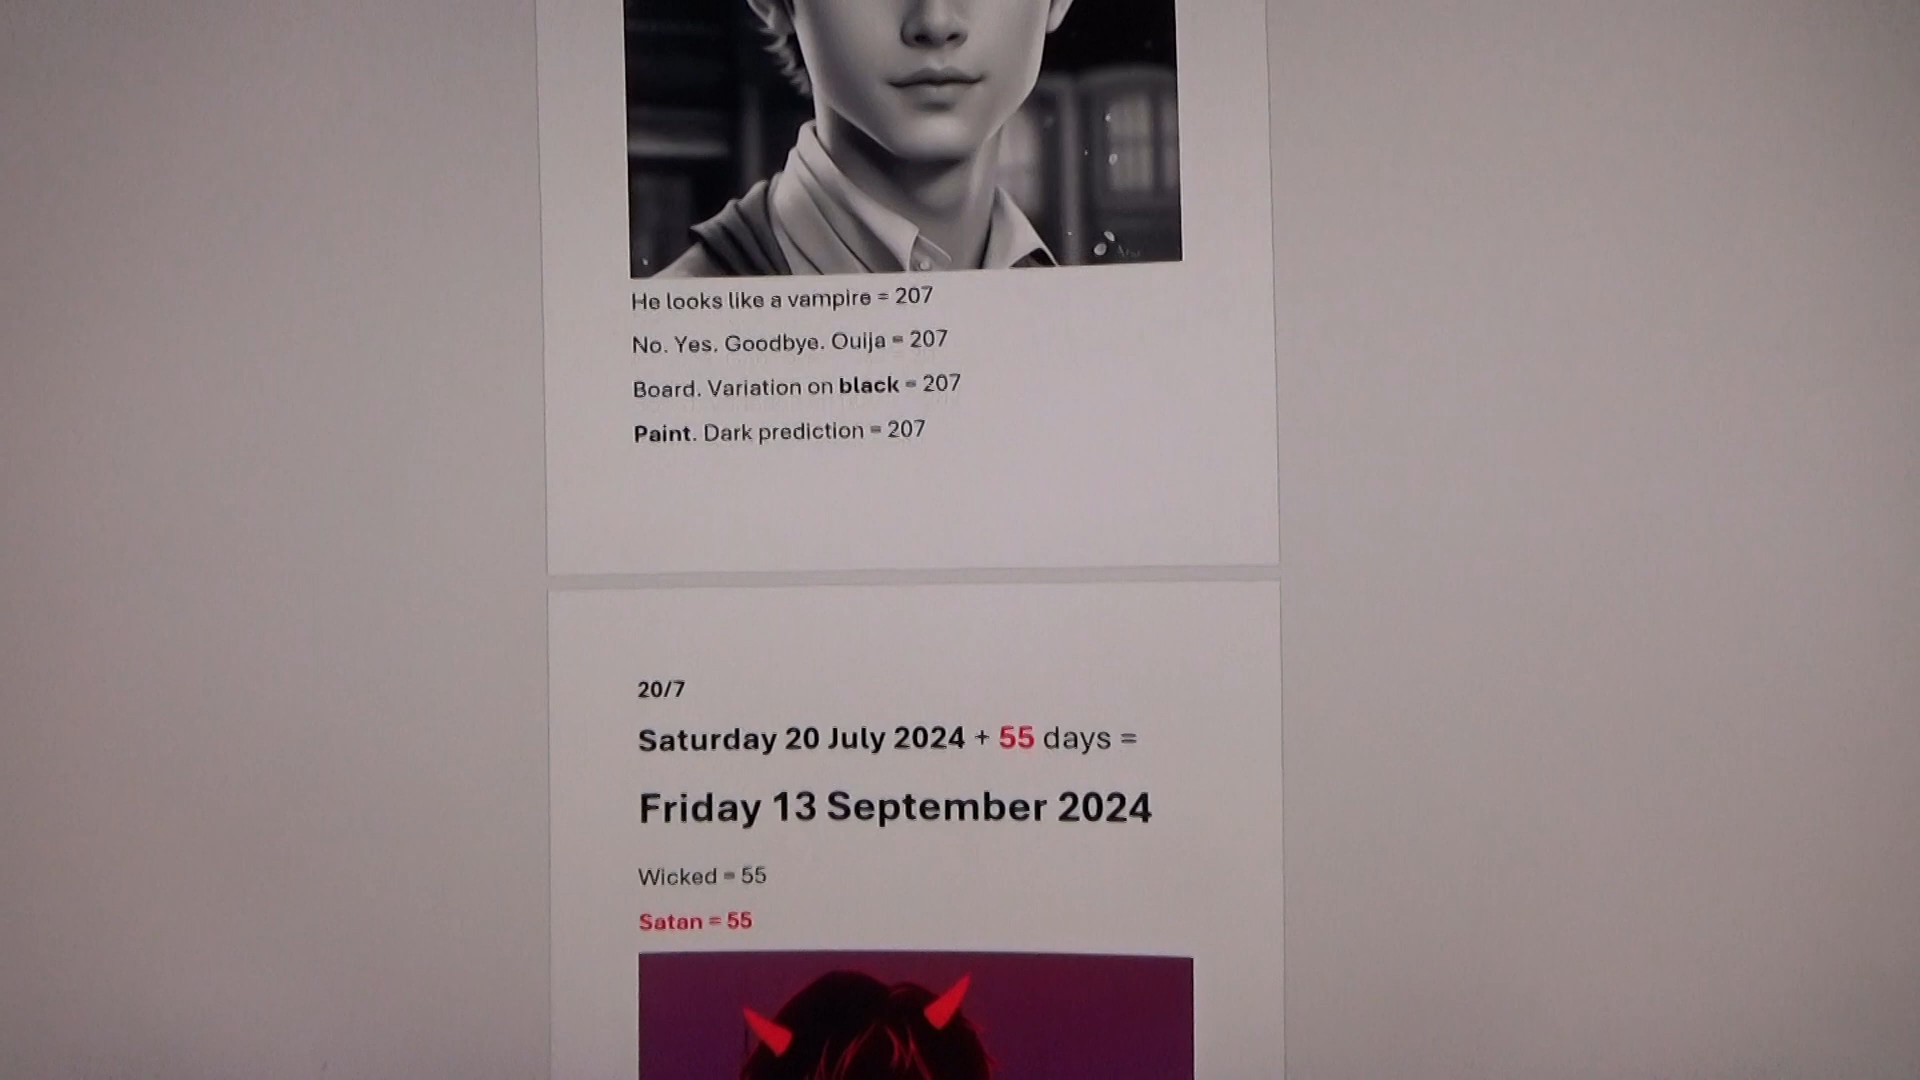 He looks like a vampire = 207
No. Yes. Goodbye. Ouija = 207
Board. Variation on black = 207
Paint. Dark prediction = 207
20/7
Saturday 20 July 2024 + 55 days =
Friday 13 September 2024
Wicked = 55
Satan = 55